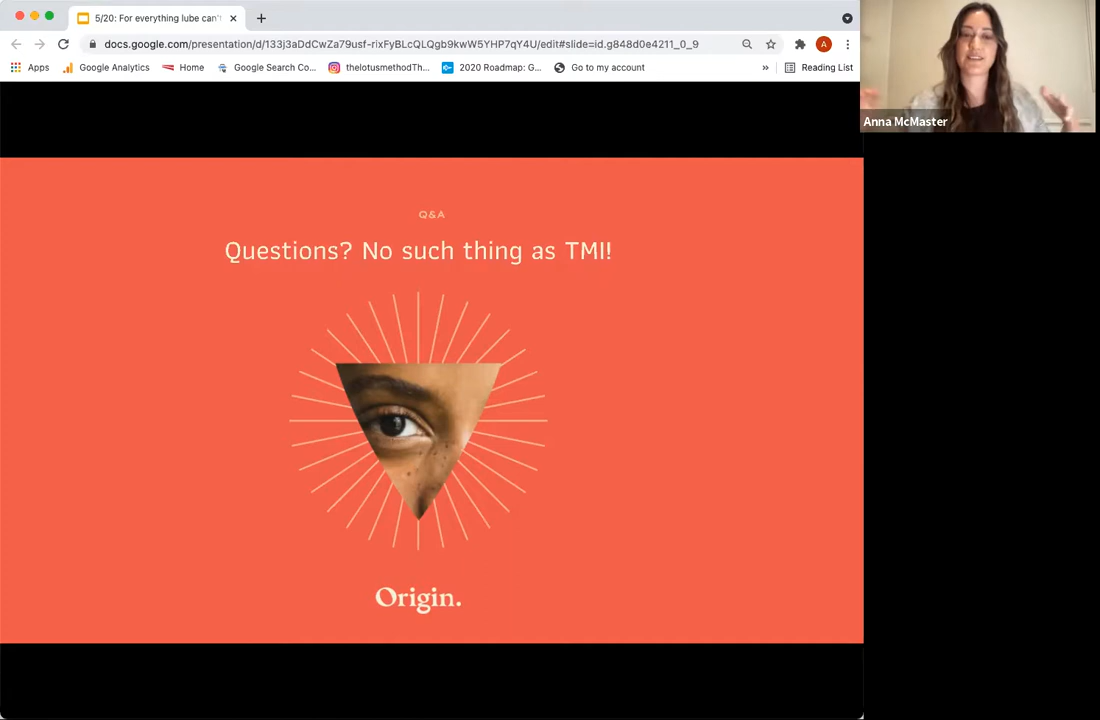 5/20: For everything lube can't
docs.google.com/presentation/d/133j3aDdCwZa79usf-rixFyBLcQLQgb9kwW5YHP7qY4U/edit#slide=id.g848d0e4211_0_9
A
Apps
Google Analytics
Home
Google Search Co...
thelotusmethodTh...
2020 Roadmap: G...
Go to my account
»
Reading List
Anna McMaster
Q&A
Questions? No such thing as TMI!
Origin.